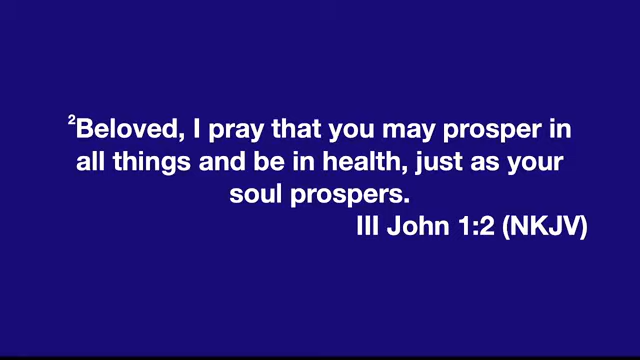 ²Beloved, I pray that you may prosper in
all things and be in health, just as your
soul prospers.
III John 1:2 (NKJV)